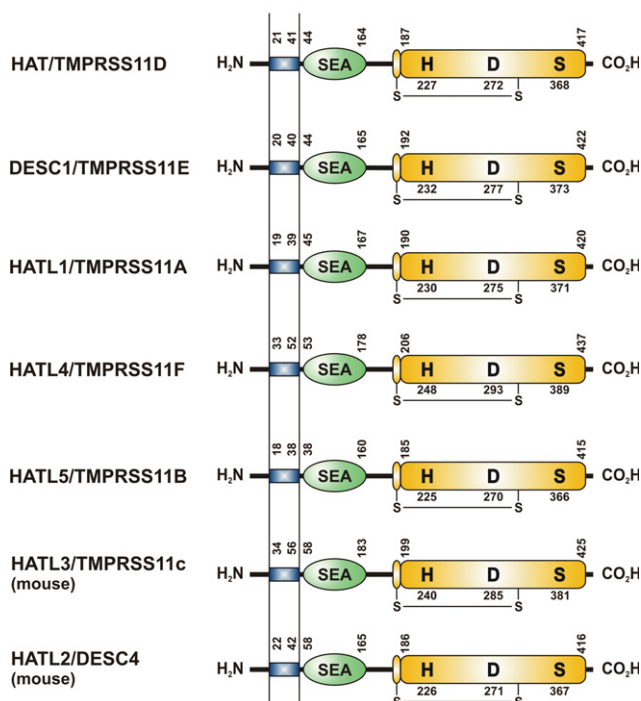 21 41 44 164 187 417
HAT/TMPRSS11D H₂N SEA H D S CO₂H
227 272 368
S S
20 40 44 165 192 422
DESC1/TMPRSS11E H₂N SEA H D S CO₂H
232 277 373
S S
19 39 45 167 190 420
HATL1/TMPRSS11A H₂N SEA H D S CO₂H
230 275 371
S S
33 52 53 178 206 437
HATL4/TMPRSS11F H₂N SEA H D S CO₂H
248 293 389
S S
18 38 38 160 185 415
HATL5/TMPRSS11B H₂N SEA H D S CO₂H
225 270 366
S S
34 56 58 183 199 425
HATL3/TMPRSS11c H₂N SEA H D S CO₂H
(mouse)
240 285 381
S S
22 42 58 165 186 416
HATL2/DESC4 H₂N SEA H D S CO₂H
(mouse)
226 271 367
S S